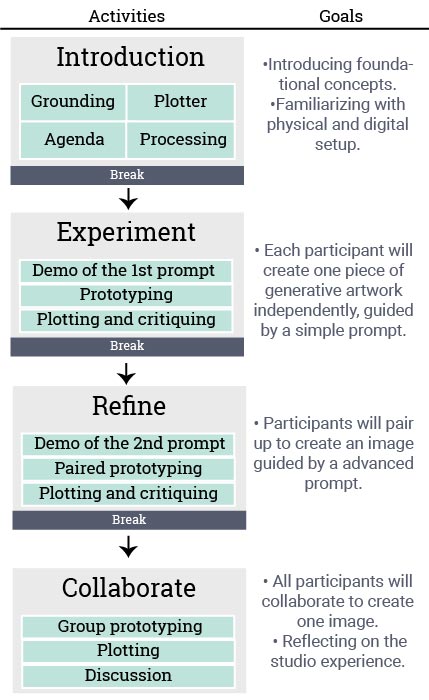 Activities
Goals
Introduction
Grounding
Plotter
Agenda
Processing
Break
•Introducing founda-
tional concepts.
•Familiarizing with
physical and digital
setup.
Experiment
Demo of the 1st prompt
Prototyping
Plotting and critiquing
Break
• Each participant will
create one piece of
generative artwork
independently, guided
by a simple prompt.
Refine
Demo of the 2nd prompt
Paired prototyping
Plotting and critiquing
Break
• Participants will pair
up to create an image
guided by a advanced
prompt.
Collaborate
Group prototyping
Plotting
Discussion
• All participants will
collaborate to create
one image.
• Reflecting on the
studio experience.